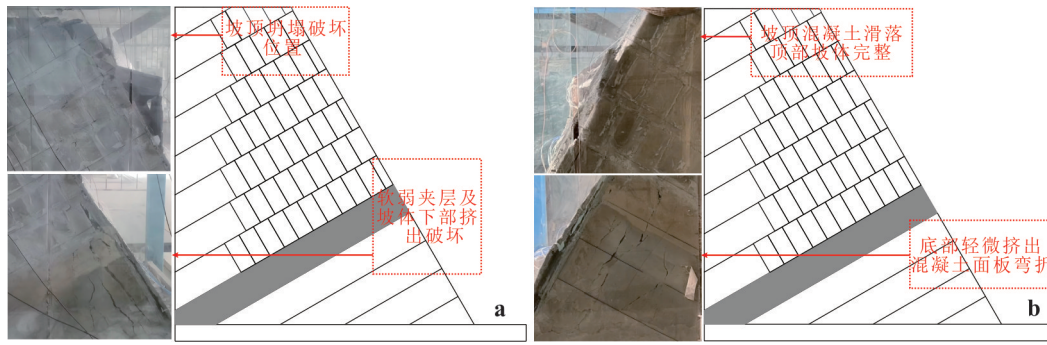 坡顶坍塌破坏
位置
软弱夹层及
坡体下部挤
出破坏
a
坡顶混凝土滑落
顶部坡体完整
底部轻微挤出
混凝土面板弯折
b